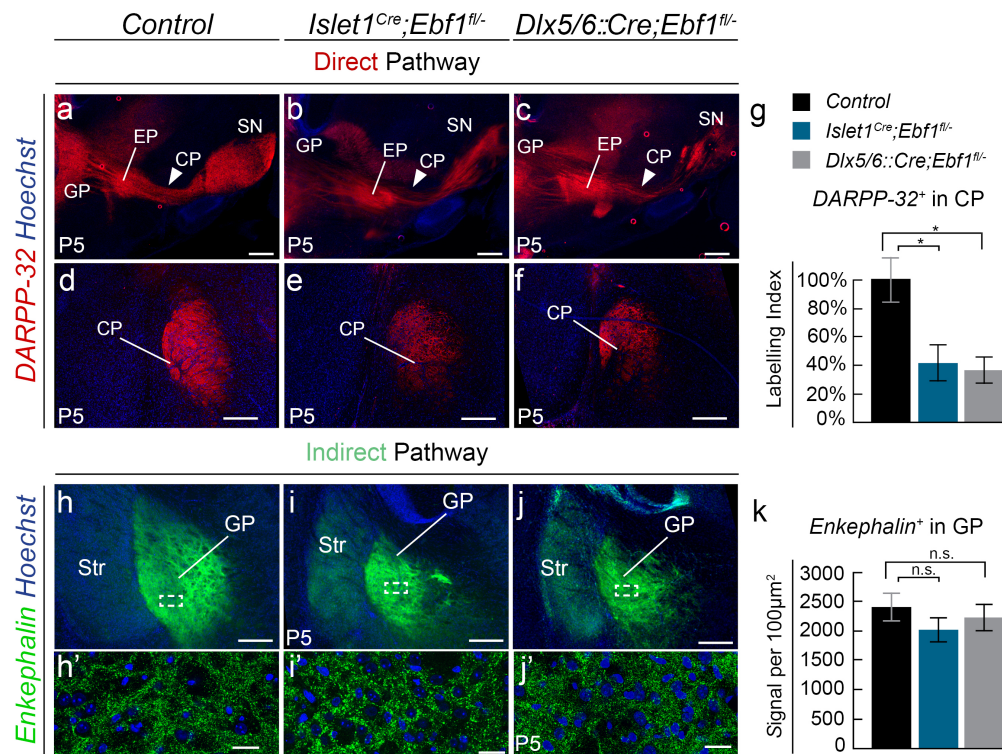 Control Islet1Cre;Ebf1fl/- Dlx5/6::Cre;Ebf1fl/-
Direct Pathway
DARPP-32 Hoechst
a GP EP CP SN P5
b EP CP SN P5
c GP EP CP SN P5
d CP P5
e CP P5
f CP P5
g
Control
Islet1Cre;Ebf1fl/-
Dlx5/6::Cre;Ebf1fl/-
DARPP-32+ in CP
*
*
Labelling Index
100%
80%
60%
40%
20%
0%
Indirect Pathway
Enkephalin Hoechst
h GP Str
i GP Str P5
j GP Str
h'
i'
j' P5
k
Enkephalin+ in GP
n.s.
n.s.
Signal per 100µm²
3000
2500
2000
1500
1000
500
0